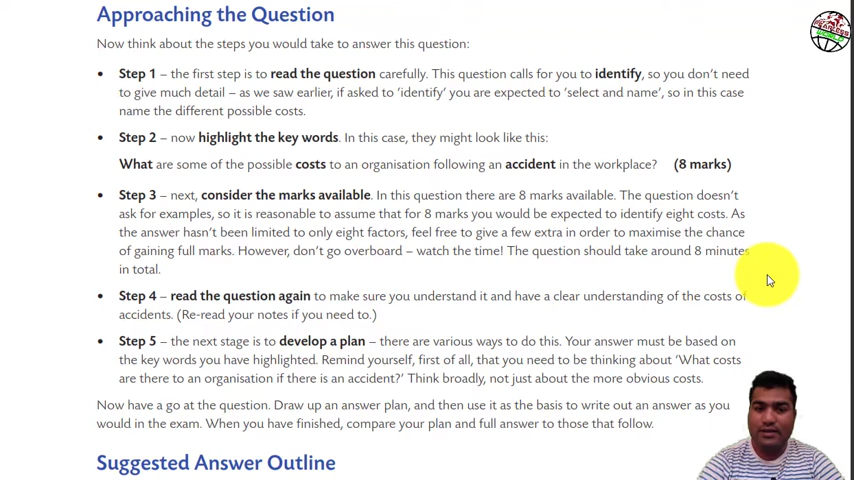 Approaching the Question
Now think about the steps you would take to answer this question:
• Step 1 – the first step is to read the question carefully. This question calls for you to identify, so you don't need
to give much detail – as we saw earlier, if asked to 'identify' you are expected to 'select and name', so in this case
name the different possible costs.
• Step 2 – now highlight the key words. In this case, they might look like this:
What are some of the possible costs to an organisation following an accident in the workplace? (8 marks)
• Step 3 – next, consider the marks available. In this question there are 8 marks available. The question doesn't
ask for examples, so it is reasonable to assume that for 8 marks you would be expected to identify eight costs. As
the answer hasn't been limited to only eight factors, feel free to give a few extra in order to maximise the chance
of gaining full marks. However, don't go overboard – watch the time! The question should take around 8 minutes
in total.
• Step 4 – read the question again to make sure you understand it and have a clear understanding of the costs of
accidents. (Re-read your notes if you need to.)
• Step 5 – the next stage is to develop a plan – there are various ways to do this. Your answer must be based on
the key words you have highlighted. Remind yourself, first of all, that you need to be thinking about 'What costs
are there to an organisation if there is an accident?' Think broadly, not just about the more obvious costs.
Now have a go at the question. Draw up an answer plan, and then use it as the basis to write out an answer as you
would in the exam. When you have finished, compare your plan and full answer to those that follow.
Suggested Answer Outline
WORLD